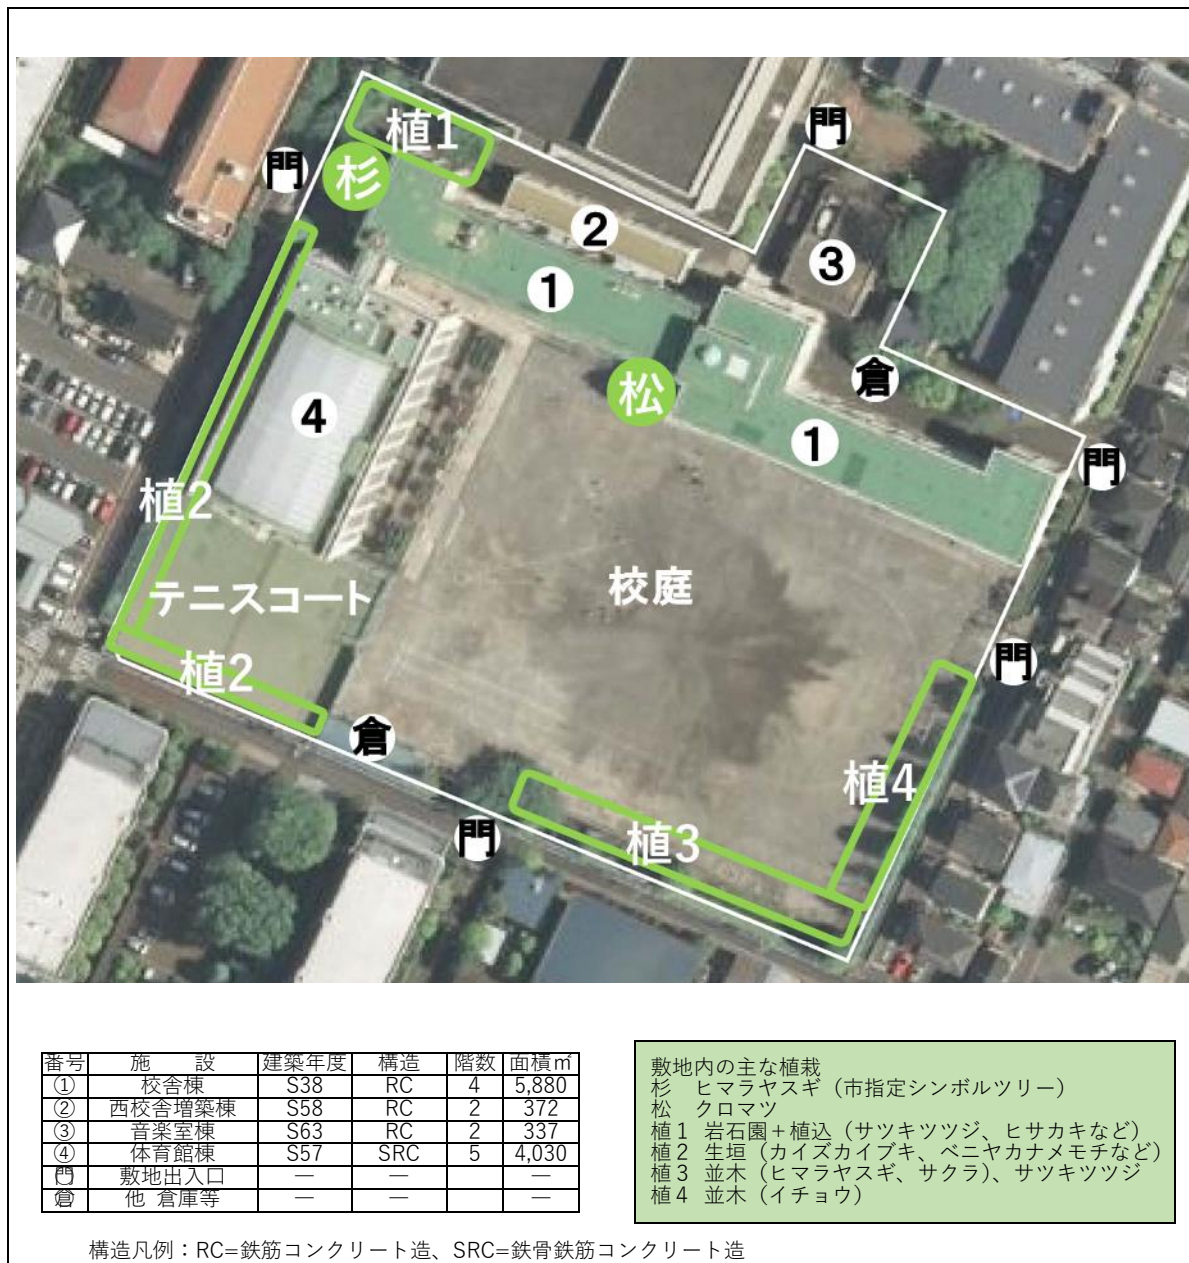 門
植1
門
杉
②
③
①
倉
松
④
①
門
植2
校庭
テニスコート
門
植2
倉
植4
門
植3
番号 施 設 建築年度 構造 階数 面積㎡
① 校舎棟 S38 RC 4 5,880
② 西校舎増築棟 S58 RC 2 372
③ 音楽室棟 S63 RC 2 337
④ 体育館棟 S57 SRC 5 4,030
門 敷地出入口 ― ― ―
倉 他 倉庫等 ― ― ―
構造凡例：RC=鉄筋コンクリート造、SRC=鉄骨鉄筋コンクリート造
敷地内の主な植栽
杉 ヒマラヤスギ（市指定シンボルツリー）
松 クロマツ
植1 岩石園＋植込（サツキツツジ、ヒサカキなど）
植2 生垣（カイズカイブキ、ベニヤカナメモチなど）
植3 並木（ヒマラヤスギ、サクラ）、サツキツツジ
植4 並木（イチョウ）